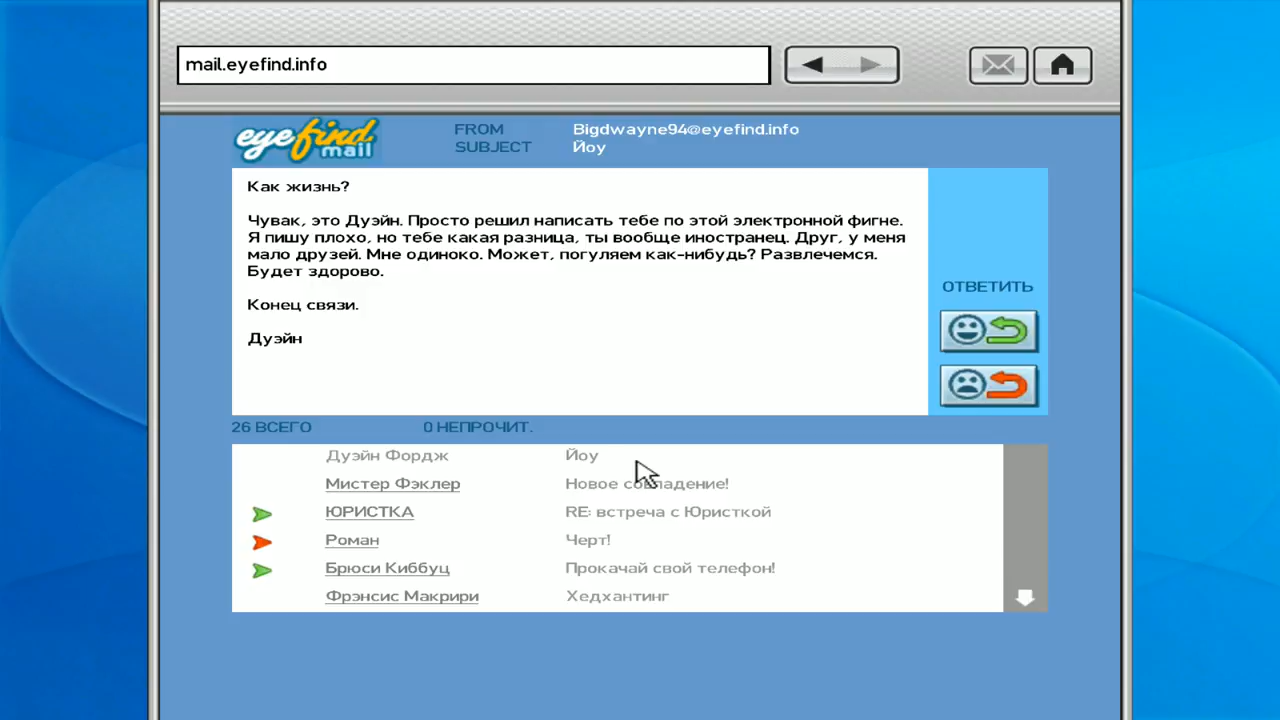 mail.eyefind.info
eyefind mail
FROM Bigdwayne94@eyefind.info
SUBJECT Йоу
Как жизнь?
Чувак, это Дуэйн. Просто решил написать тебе по этой электронной фигне.
Я пишу плохо, но тебе какая разница, ты вообще иностранец. Друг, у меня
мало друзей. Мне одиноко. Может, погуляем как-нибудь? Развлечемся.
Будет здорово.
Конец связи.
Дуэйн
ОТВЕТИТЬ
26 ВСЕГО 0 НЕПРОЧИТ.
Дуэйн Фордж Йоу
Мистер Фэклер Новое совпадение!
ЮРИСТКА RE: встреча с Юристкой
Роман Черт!
Брюси Киббуц Прокачай свой телефон!
Фрэнсис Макрири Хедхантинг